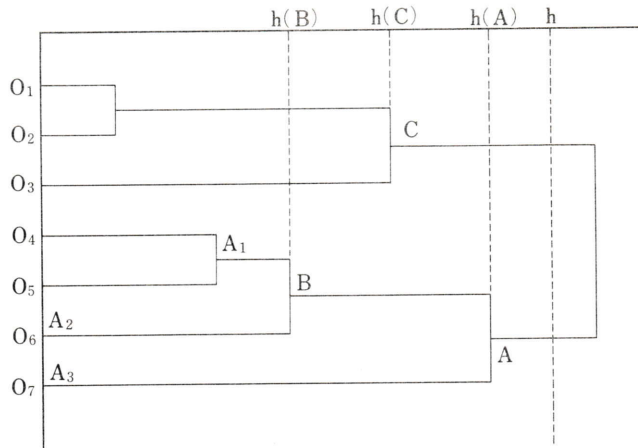 h(B) h(C) h(A) h
O₁
O₂
C
O₃
O₄
A₁
O₅
B
A₂
O₆
A
A₃
O₇